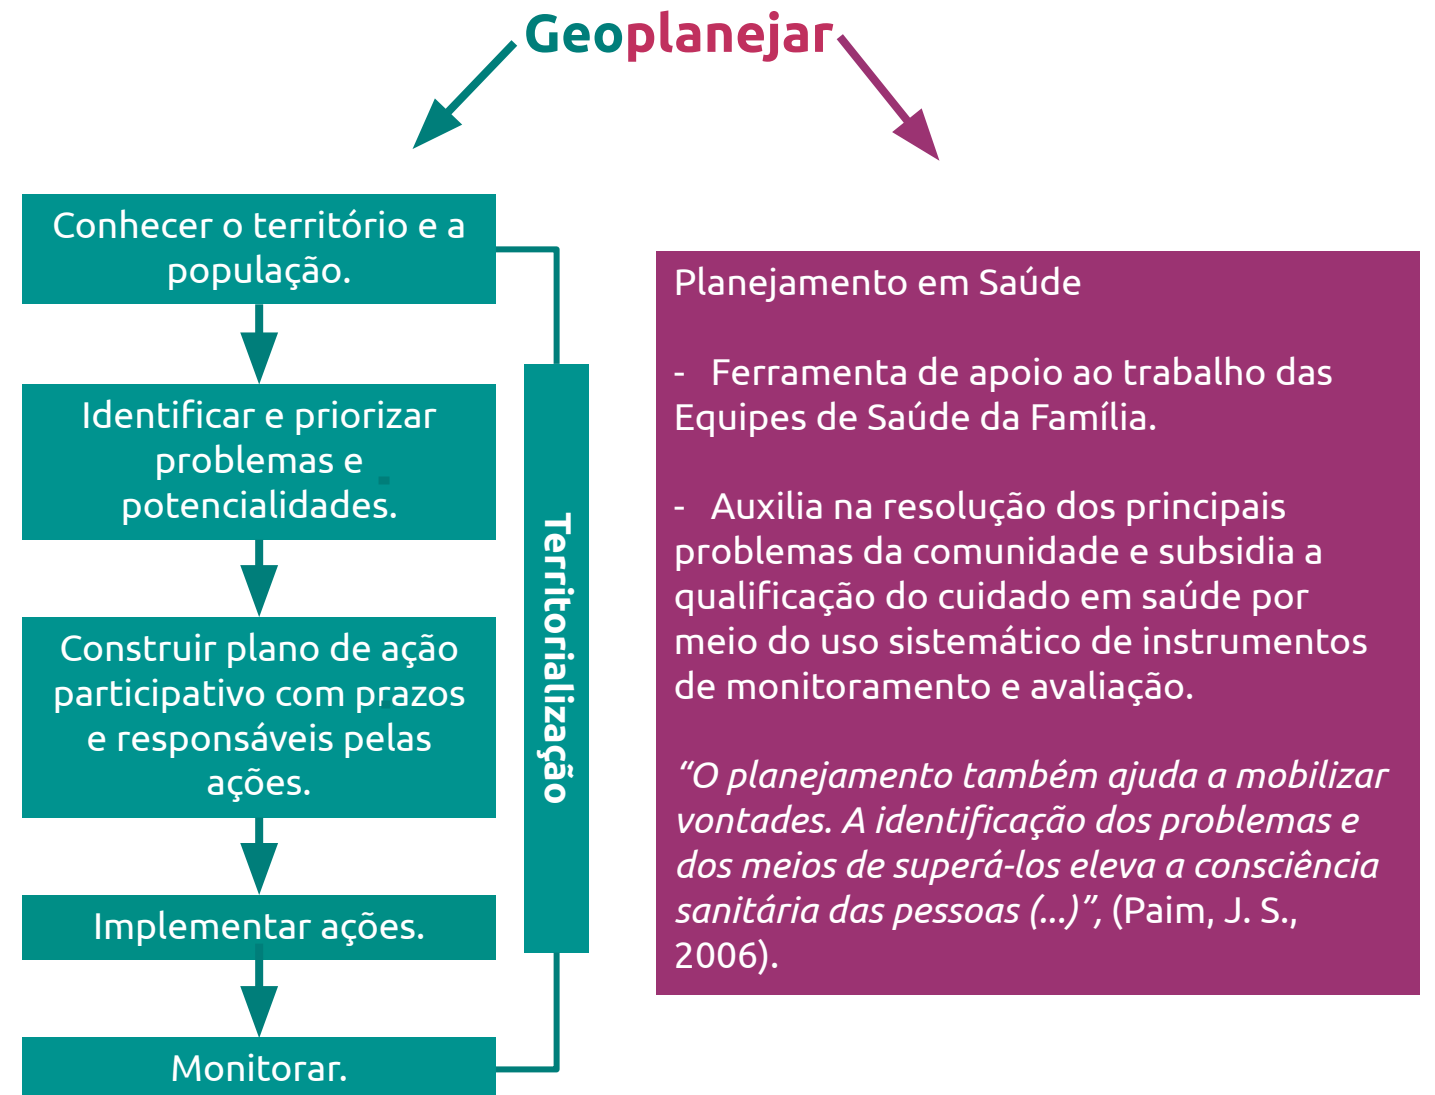 Geoplanejar
Conhecer o território e a
população.
Identificar e priorizar
problemas e
potencialidades.
Construir plano de ação
participativo com prazos
e responsáveis pelas
ações.
Implementar ações.
Monitorar.
Territorialização
Planejamento em Saúde
- Ferramenta de apoio ao trabalho das
Equipes de Saúde da Família.
- Auxilia na resolução dos principais
problemas da comunidade e subsidia a
qualificação do cuidado em saúde por
meio do uso sistemático de instrumentos
de monitoramento e avaliação.
“O planejamento também ajuda a mobilizar
vontades. A identificação dos problemas e
dos meios de superá-los eleva a consciência
sanitária das pessoas (...)”, (Paim, J. S.,
2006).